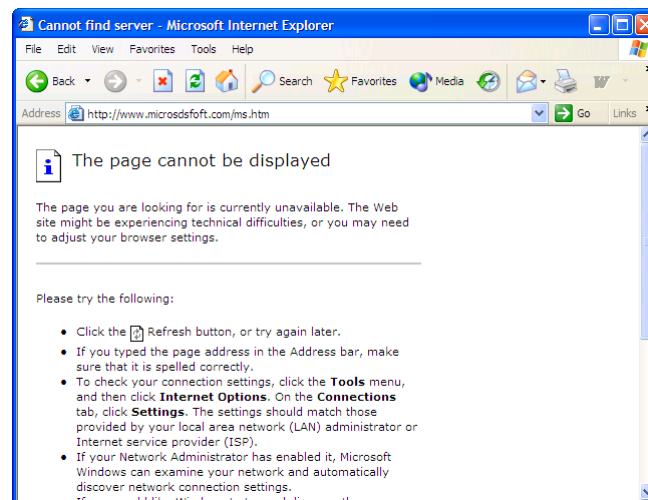 Cannot find server - Microsoft Internet Explorer
File Edit View Favorites Tools Help
Back Search Favorites Media W
Address http://www.microsdsfoft.com/ms.htm Go Links
The page cannot be displayed
The page you are looking for is currently unavailable. The Web
site might be experiencing technical difficulties, or you may need
to adjust your browser settings.
Please try the following:
Click the Refresh button, or try again later.
If you typed the page address in the Address bar, make
sure that it is spelled correctly.
To check your connection settings, click the Tools menu,
and then click Internet Options. On the Connections
tab, click Settings. The settings should match those
provided by your local area network (LAN) administrator or
Internet service provider (ISP).
If your Network Administrator has enabled it, Microsoft
Windows can examine your network and automatically
discover network connection settings.